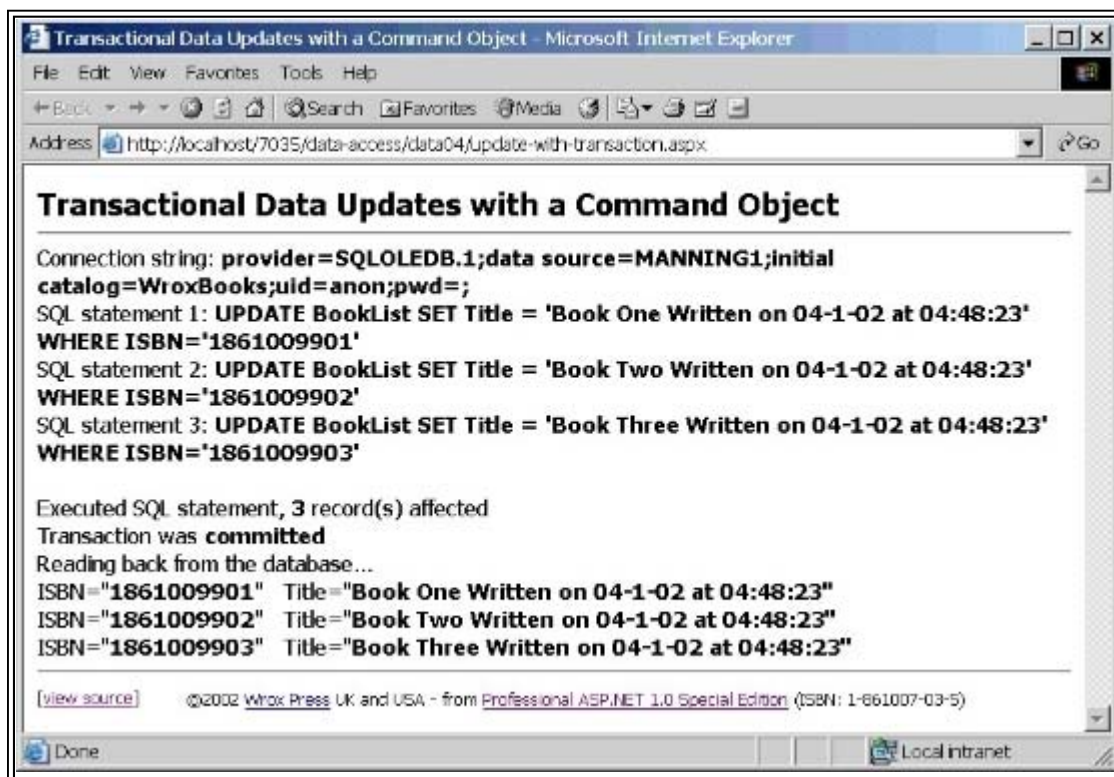 Transactional Data Updates with a Command Object - Microsoft Internet Explorer
File Edit View Favorites Tools Help
Back Search Favorites Media
Address http://localhost/7035/data-access/data04/update-with-transaction.aspx Go
Transactional Data Updates with a Command Object
Connection string: provider=SQLOLEDB.1;data source=MANNING1;initial
catalog=WroxBooks;uid=anon;pwd=;
SQL statement 1: UPDATE BookList SET Title = 'Book One Written on 04-1-02 at 04:48:23'
WHERE ISBN='1861009901'
SQL statement 2: UPDATE BookList SET Title = 'Book Two Written on 04-1-02 at 04:48:23'
WHERE ISBN='1861009902'
SQL statement 3: UPDATE BookList SET Title = 'Book Three Written on 04-1-02 at 04:48:23'
WHERE ISBN='1861009903'
Executed SQL statement, 3 record(s) affected
Transaction was committed
Reading back from the database...
ISBN="1861009901" Title="Book One Written on 04-1-02 at 04:48:23"
ISBN="1861009902" Title="Book Two Written on 04-1-02 at 04:48:23"
ISBN="1861009903" Title="Book Three Written on 04-1-02 at 04:48:23"
[view source] ©2002 Wrox Press UK and USA - from Professional ASP.NET 1.0 Special Edition (ISBN: 1-861007-03-5)
Done Local intranet